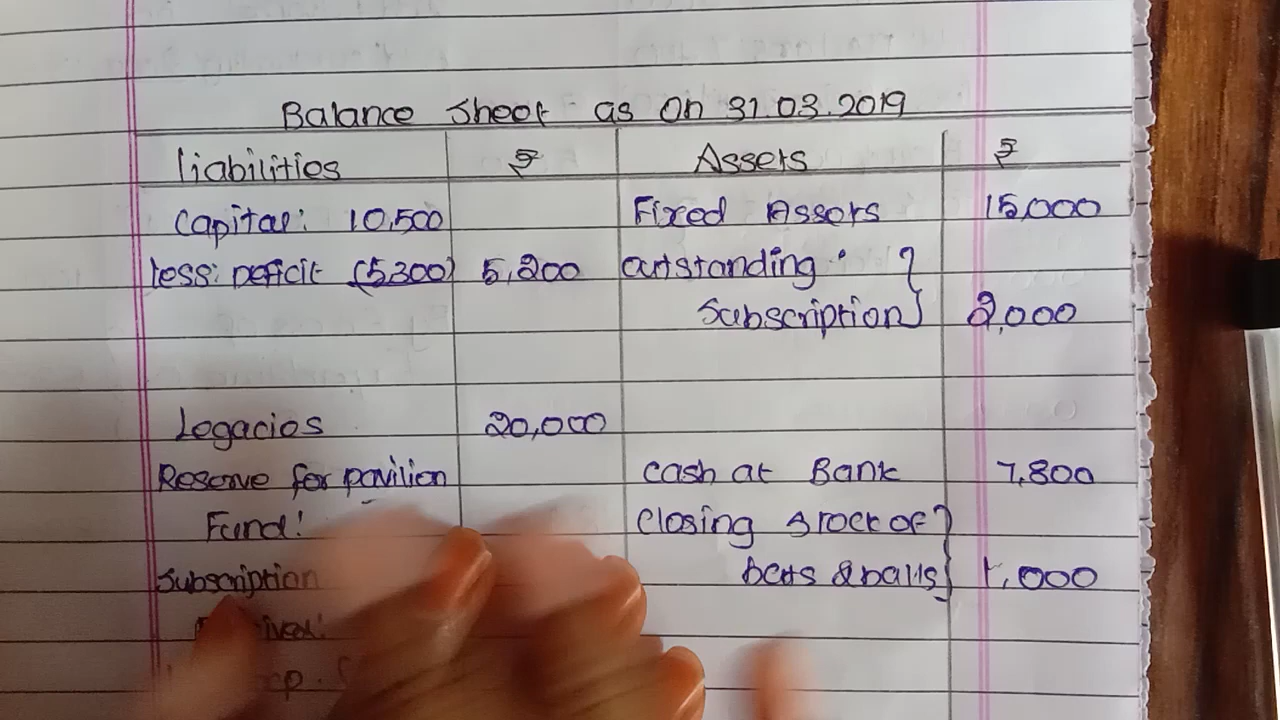 Balance Sheet as on 31.03.2019
liabilities ₹ Assets ₹
Capital: 10,500 Fixed Assets 15,000
less: Deficit (5300) 5,200 outstanding
Subscription 2,000
Legacies 20,000
Reserve for pavilion Cash at Bank 7,800
Fund: Closing stock of
Subscription bats & balls 1,000